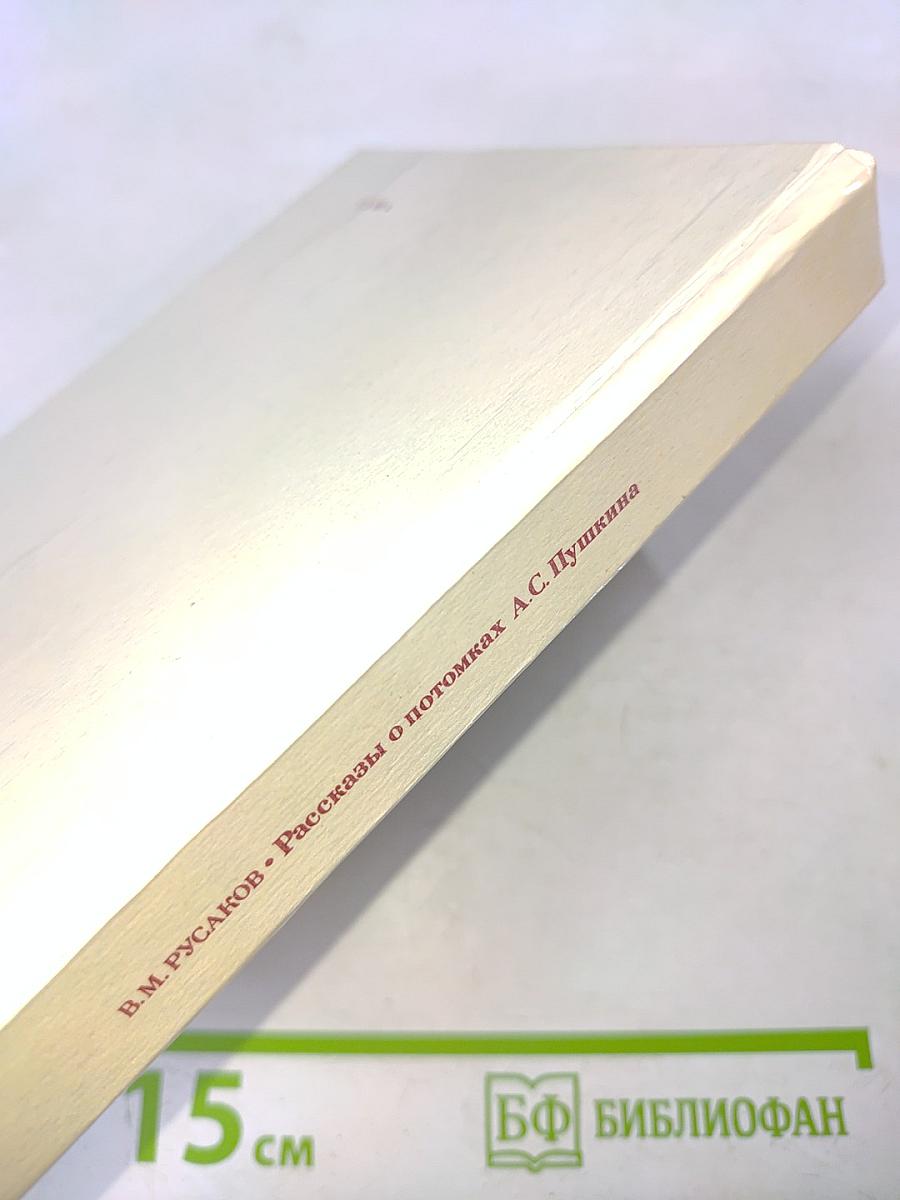 В. М. РУСАКОВ • Рассказы о потомках А. С. Пушкина
15 см
БФ БИБЛИОФАН